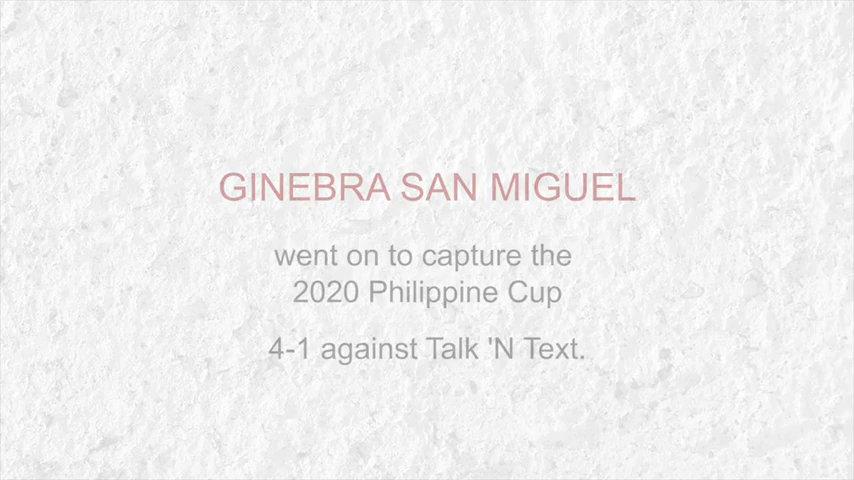 GINEBRA SAN MIGUEL
went on to capture the
2020 Philippine Cup
4-1 against Talk 'N Text.